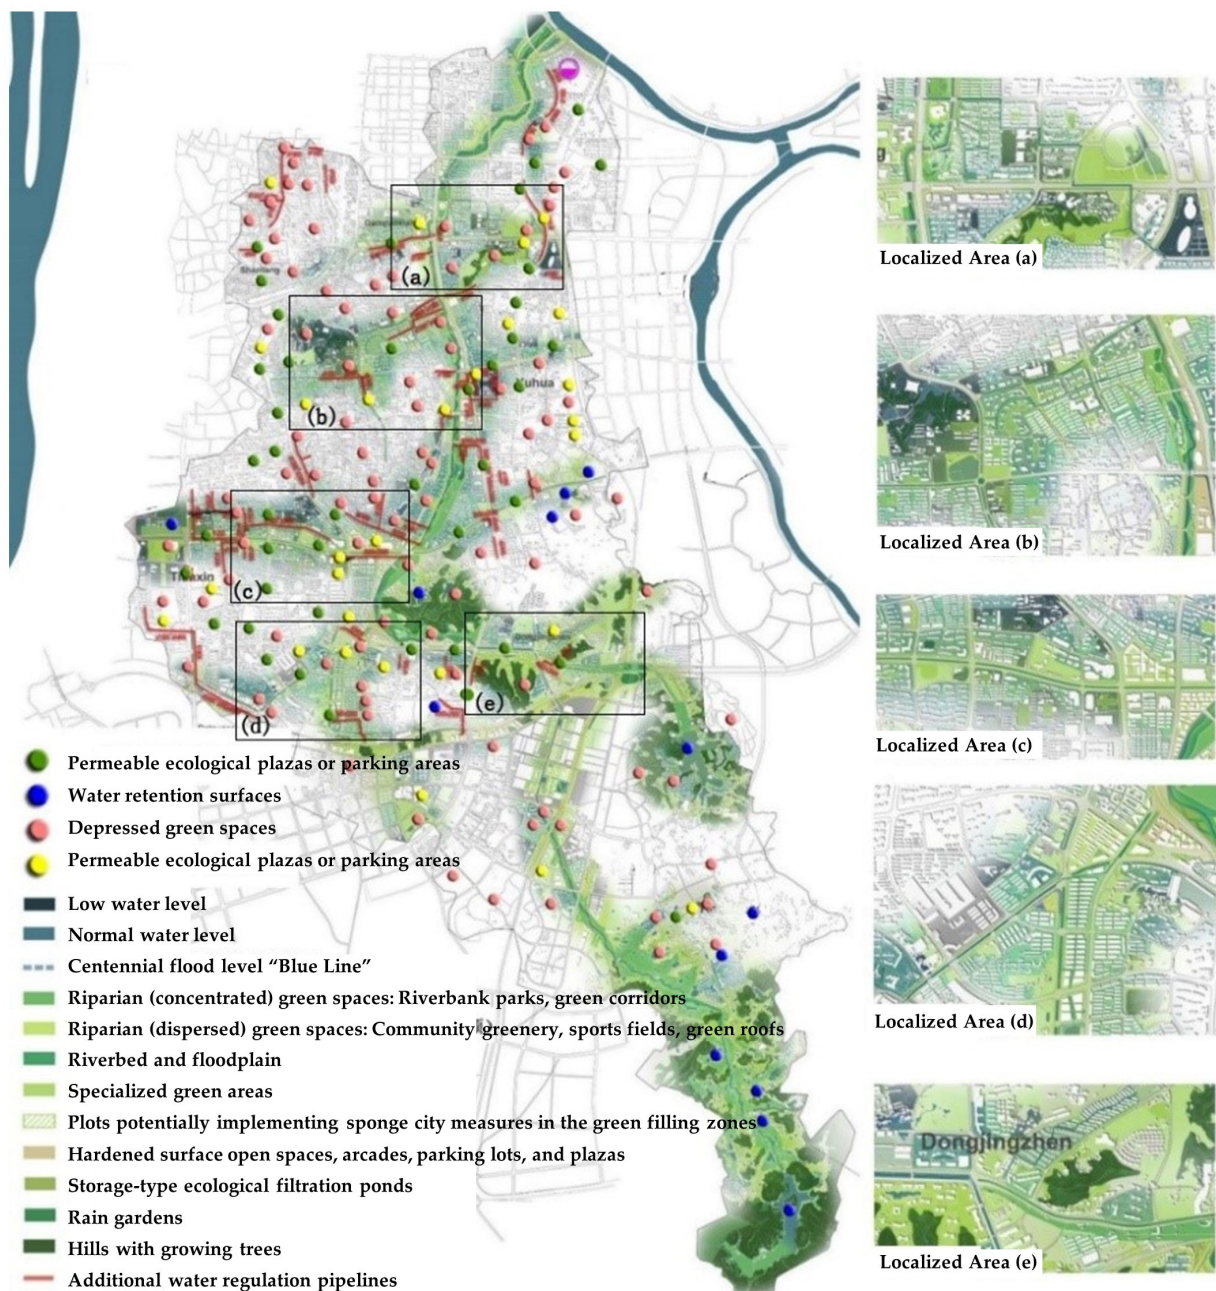 (a)
(b)
Yuhua
(c)
(d)
(e)
Permeable ecological plazas or parking areas
Water retention surfaces
Depressed green spaces
Permeable ecological plazas or parking areas
Low water level
Normal water level
Centennial flood level “Blue Line”
Riparian (concentrated) green spaces: Riverbank parks, green corridors
Riparian (dispersed) green spaces: Community greenery, sports fields, green roofs
Riverbed and floodplain
Specialized green areas
Plots potentially implementing sponge city measures in the green filling zones
Hardened surface open spaces, arcades, parking lots, and plazas
Storage-type ecological filtration ponds
Rain gardens
Hills with growing trees
Additional water regulation pipelines
Localized Area (a)
Localized Area (b)
Localized Area (c)
Localized Area (d)
Dongjingzhen
Localized Area (e)